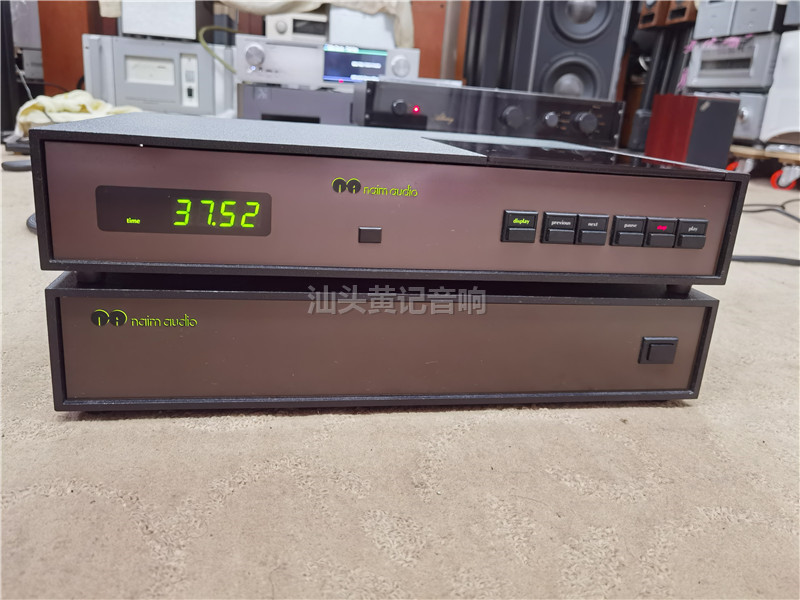 naim audio
time 37.52
display previous next pause stop play
汕头黄记音响
naim audio